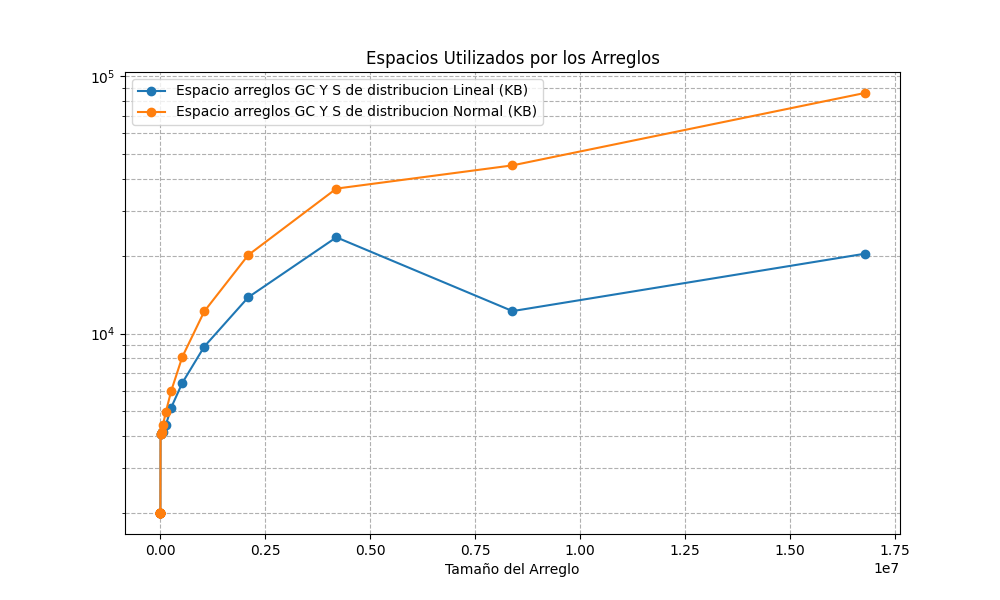 Espacios Utilizados por los Arreglos
10^5
Espacio arreglos GC Y S de distribucion Lineal (KB)
Espacio arreglos GC Y S de distribucion Normal (KB)
10^4
0.00 0.25 0.50 0.75 1.00 1.25 1.50 1.75
1e7
Tamaño del Arreglo